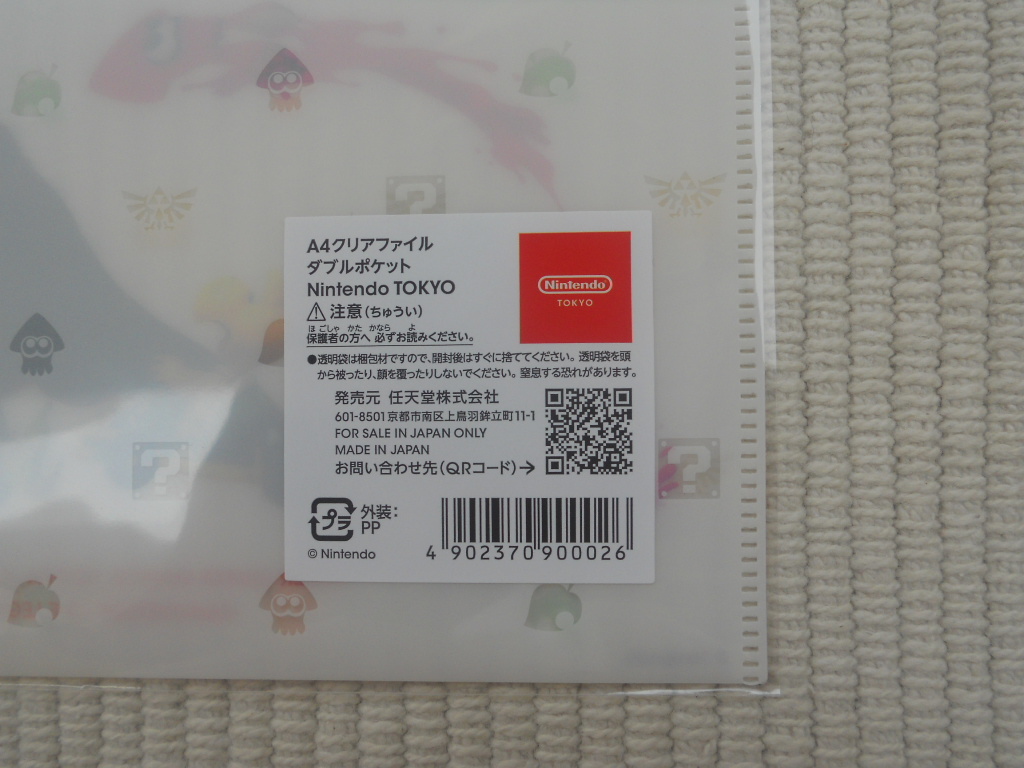 A4クリアファイル
ダブルポケット
Nintendo TOKYO
Nintendo
TOKYO
⚠注意(ちゅうい)
ほごしゃ かた かなら よ
保護者の方へ 必ずお読みください。
●透明袋は梱包材ですので、開封後はすぐに捨ててください。透明袋を頭
から被ったり、顔を覆ったりしないでください。窒息する恐れがあります。
発売元 任天堂株式会社
601-8501京都市南区上鳥羽鉾立町11-1
FOR SALE IN JAPAN ONLY
MADE IN JAPAN
お問い合わせ先(QRコード)→
プラ
外装:
PP
© Nintendo
4 902370 900026
?
?
?